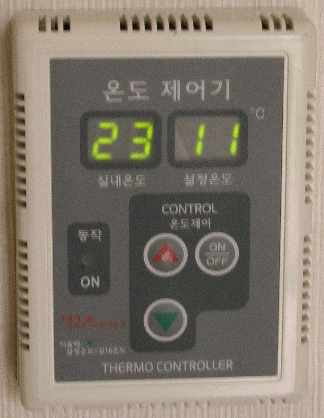 온도 제어기
23 11 °C
실내온도 설정온도
CONTROL
온도제어
동작
ON
ON
OFF
THERMO CONTROLLER